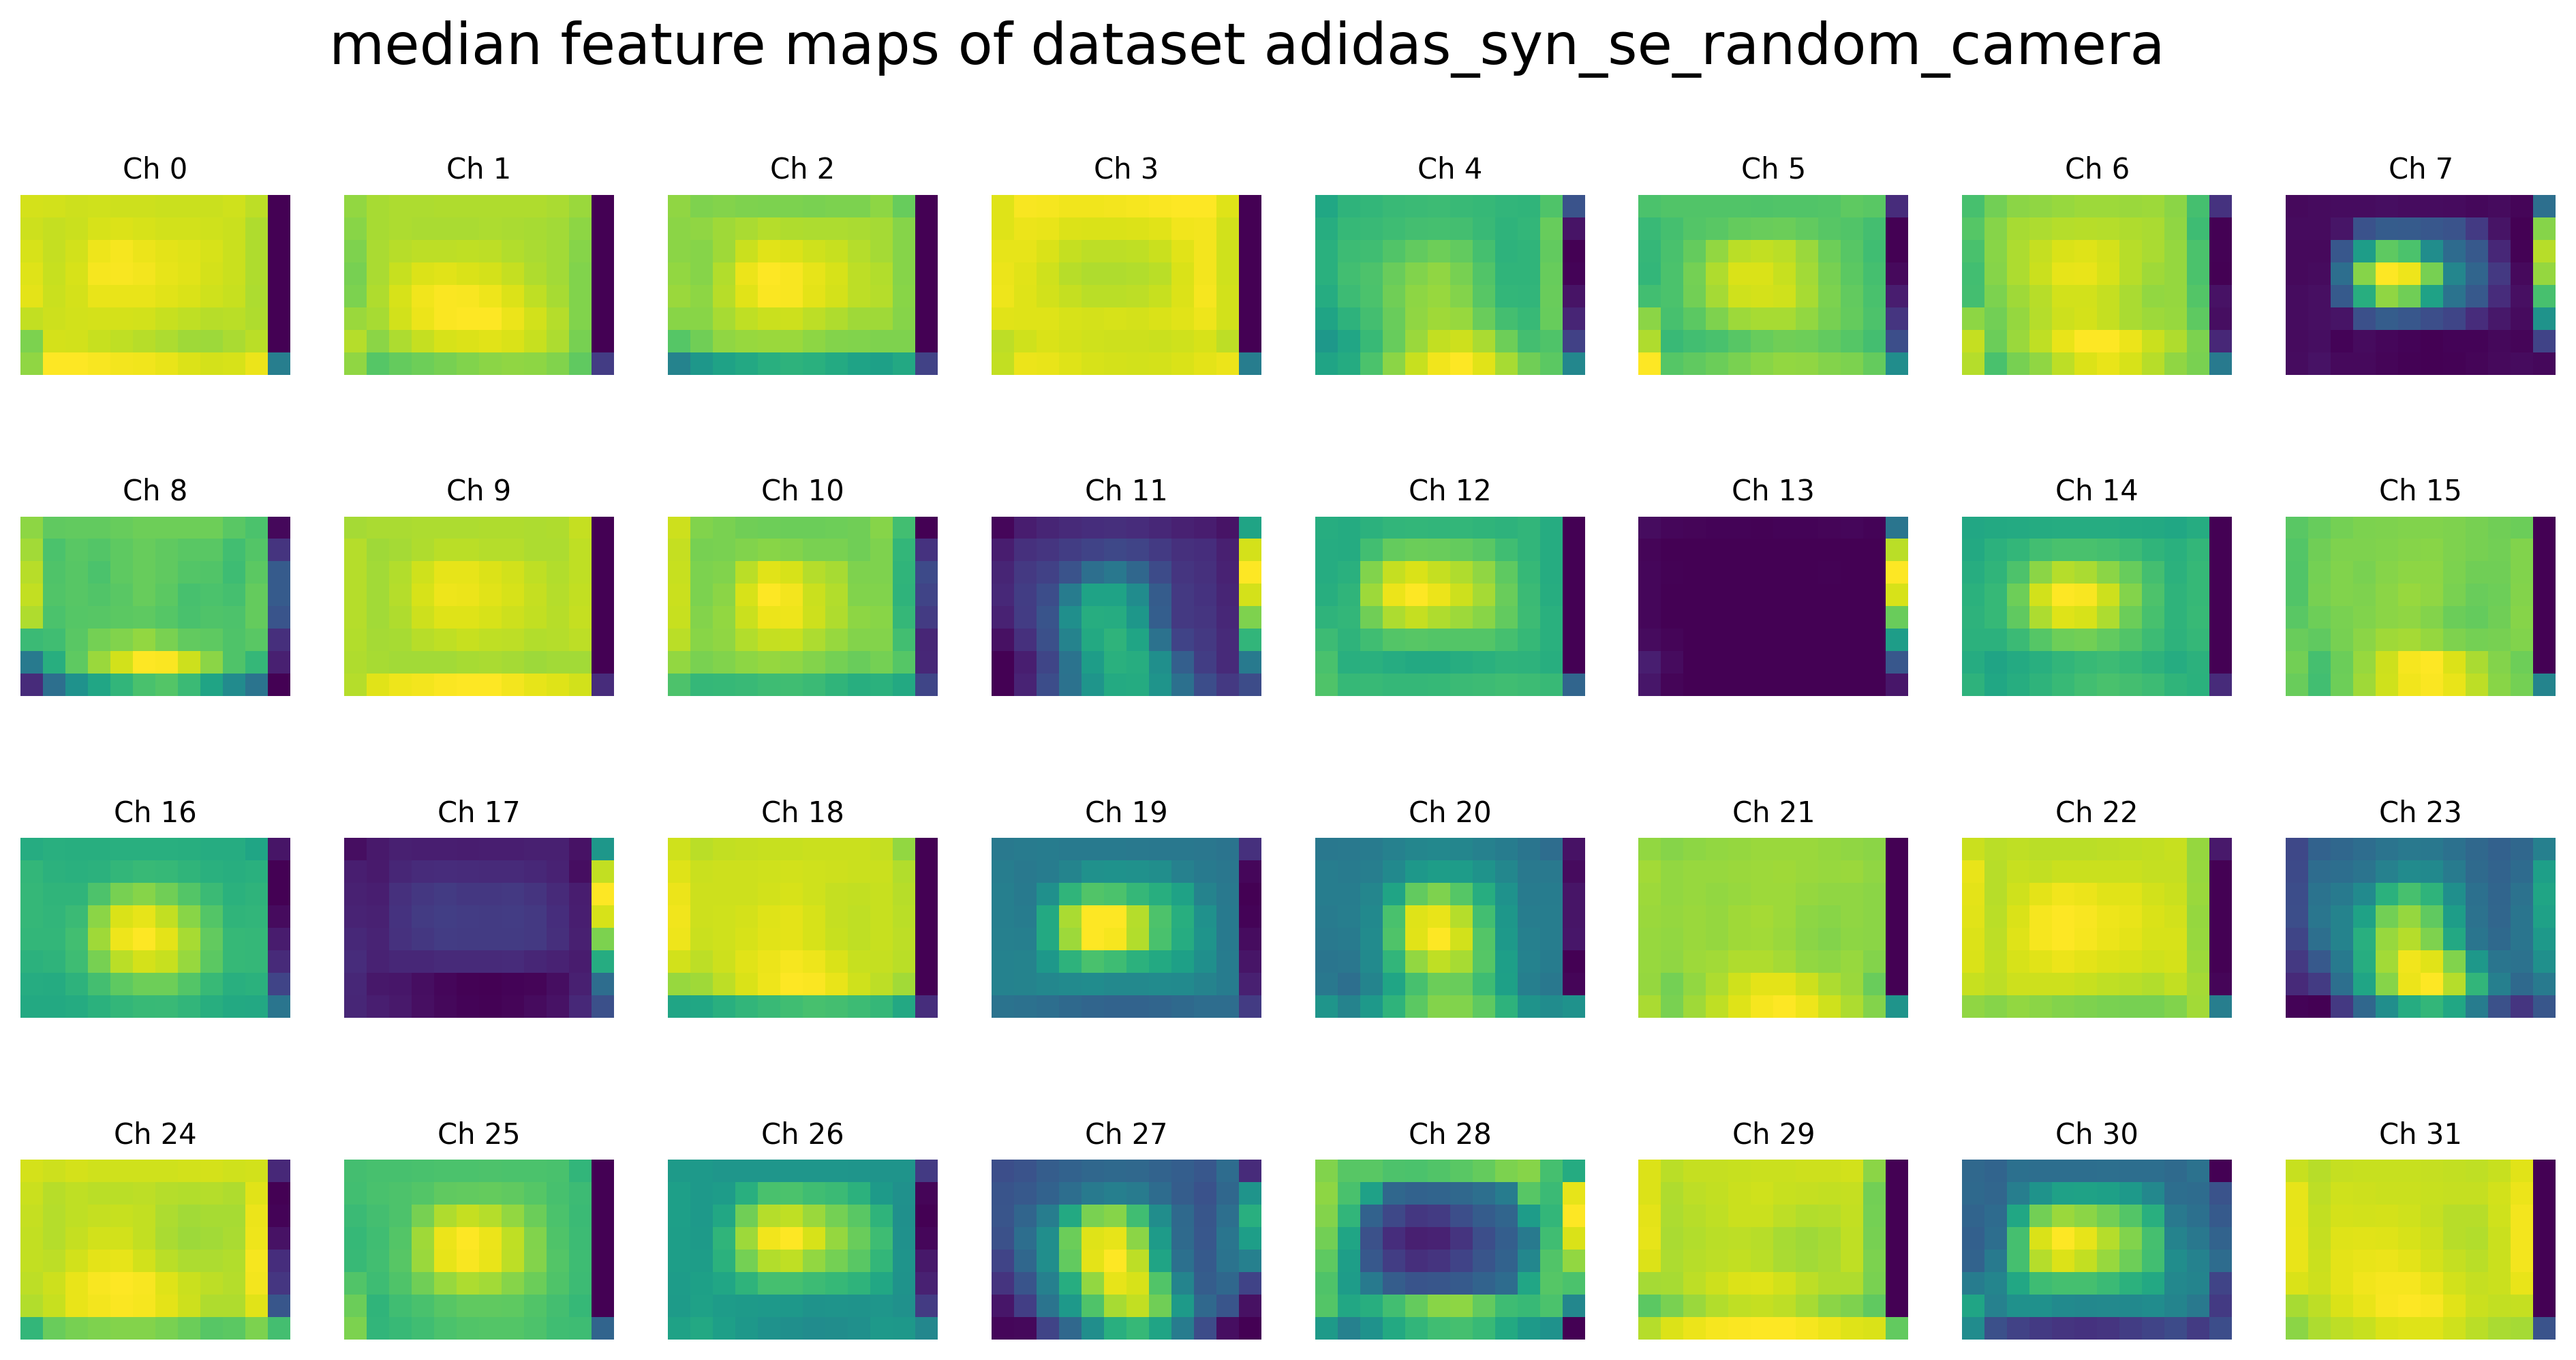 median feature maps of dataset adidas_syn_se_random_camera
Ch 0 Ch 1 Ch 2 Ch 3 Ch 4 Ch 5 Ch 6 Ch 7
Ch 8 Ch 9 Ch 10 Ch 11 Ch 12 Ch 13 Ch 14 Ch 15
Ch 16 Ch 17 Ch 18 Ch 19 Ch 20 Ch 21 Ch 22 Ch 23
Ch 24 Ch 25 Ch 26 Ch 27 Ch 28 Ch 29 Ch 30 Ch 31